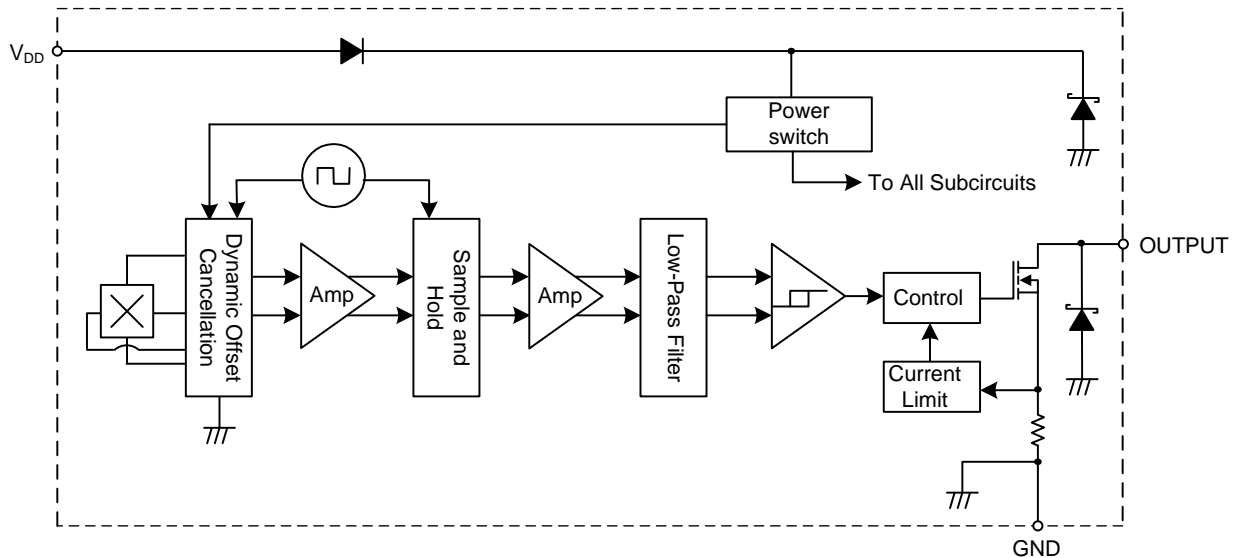 VDD
Power
switch
To All Subcircuits
Dynamic Offset
Cancellation
Amp
Sample and
Hold
Amp
Low-Pass Filter
Control
Current
Limit
OUTPUT
GND